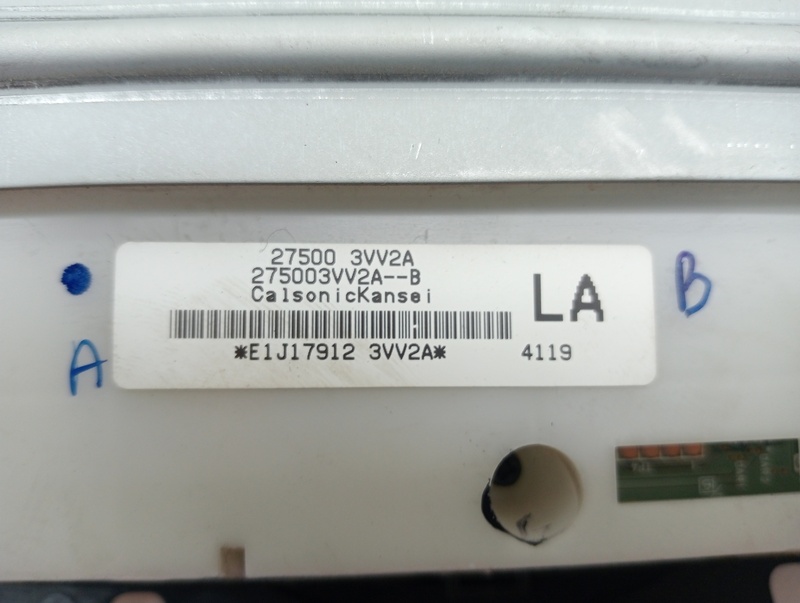 27500 3VV2A
275003VV2A--B
CalsonicKansei
LA
*E1J17912 3VV2A*
4119
A
B